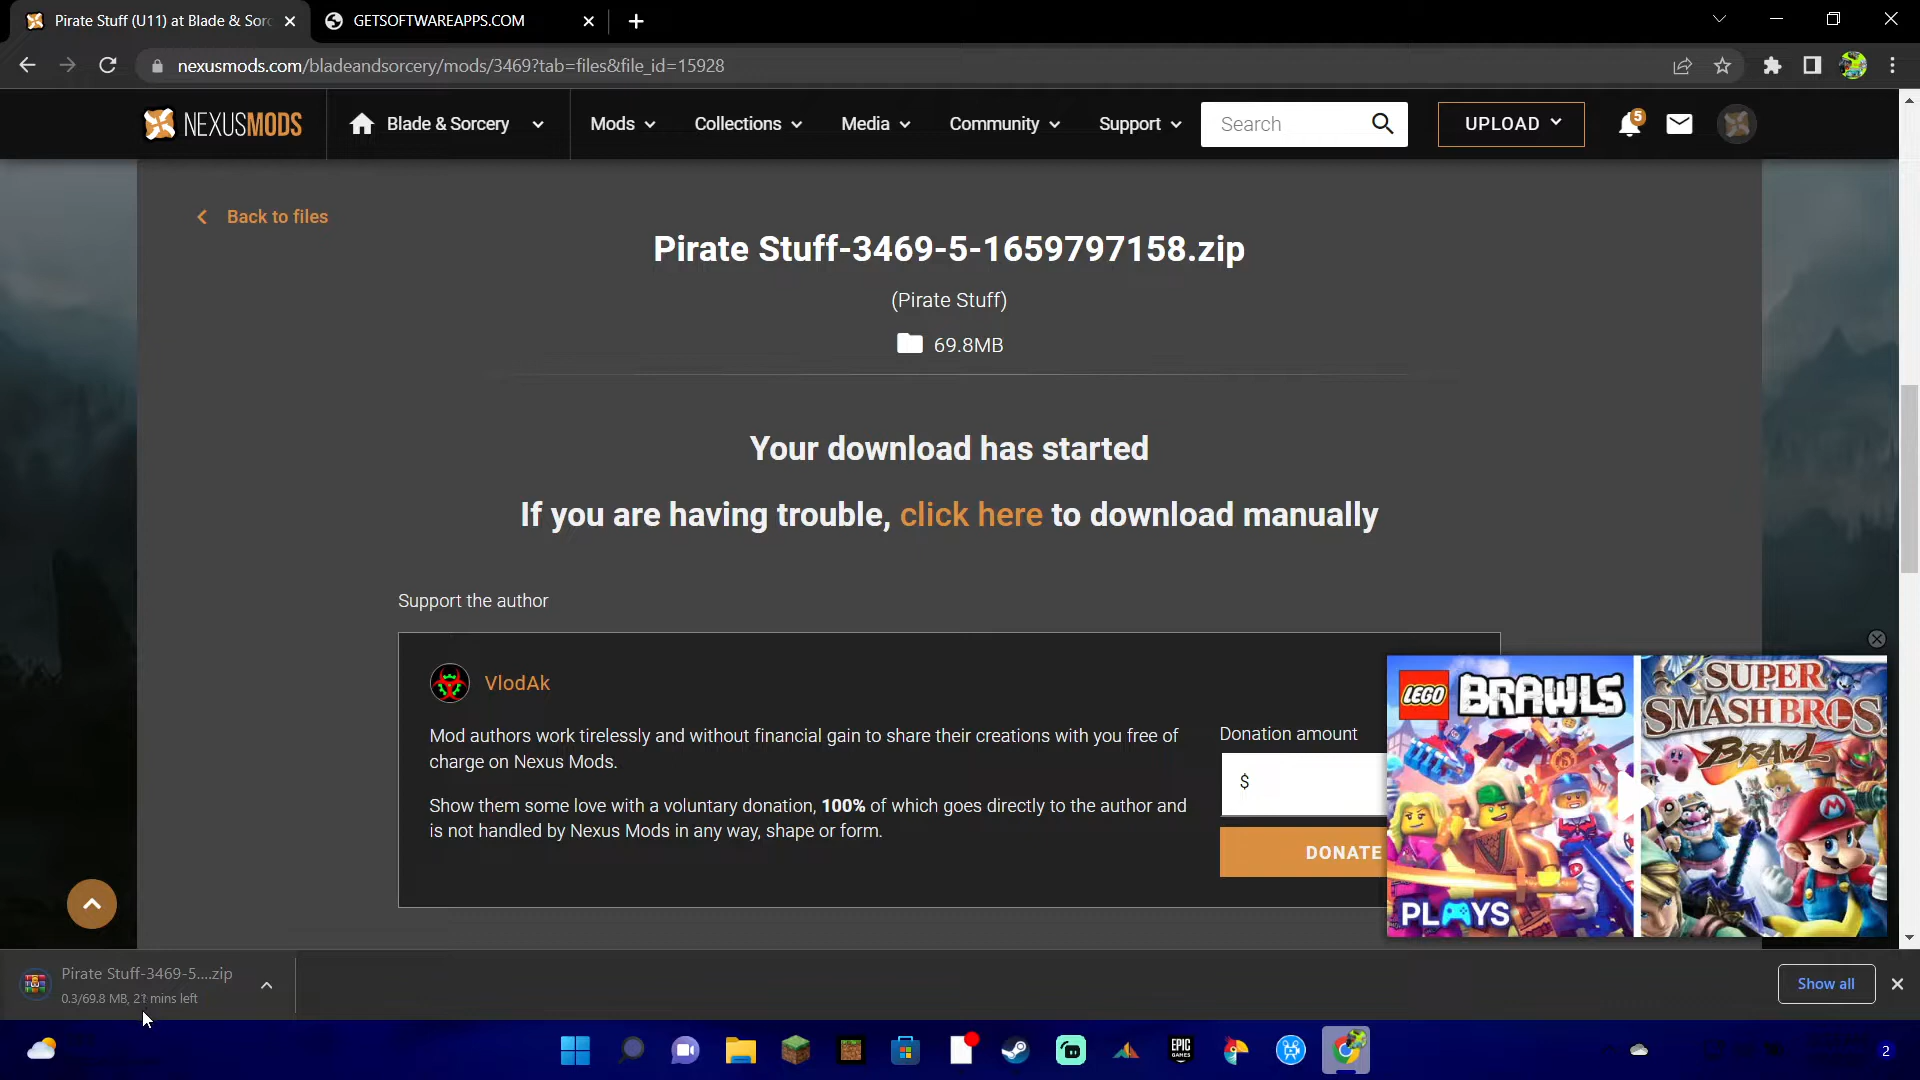 Pirate Stuff (U11) at Blade & Sorc
GETSOFTWAREAPPS.COM
nexusmods.com/bladeandsorcery/mods/3469?tab=files&file_id=15928
NEXUSMODS
Blade & Sorcery
Mods
Collections
Media
Community
Support
Search
UPLOAD
5
Back to files
Pirate Stuff-3469-5-1659797158.zip
(Pirate Stuff)
69.8MB
Your download has started
If you are having trouble, click here to download manually
Support the author
VlodAk
Mod authors work tirelessly and without financial gain to share their creations with you free of
charge on Nexus Mods.
Show them some love with a voluntary donation, 100% of which goes directly to the author and
is not handled by Nexus Mods in any way, shape or form.
Donation amount
$
DONATE
LEGO BRAWLS
PLAYS
SUPER
SMASH BROS.
BRAWL
Pirate Stuff-3469-5....zip
0.3/69.8 MB, 21 mins left
Show all
EPIC
GAMES
2